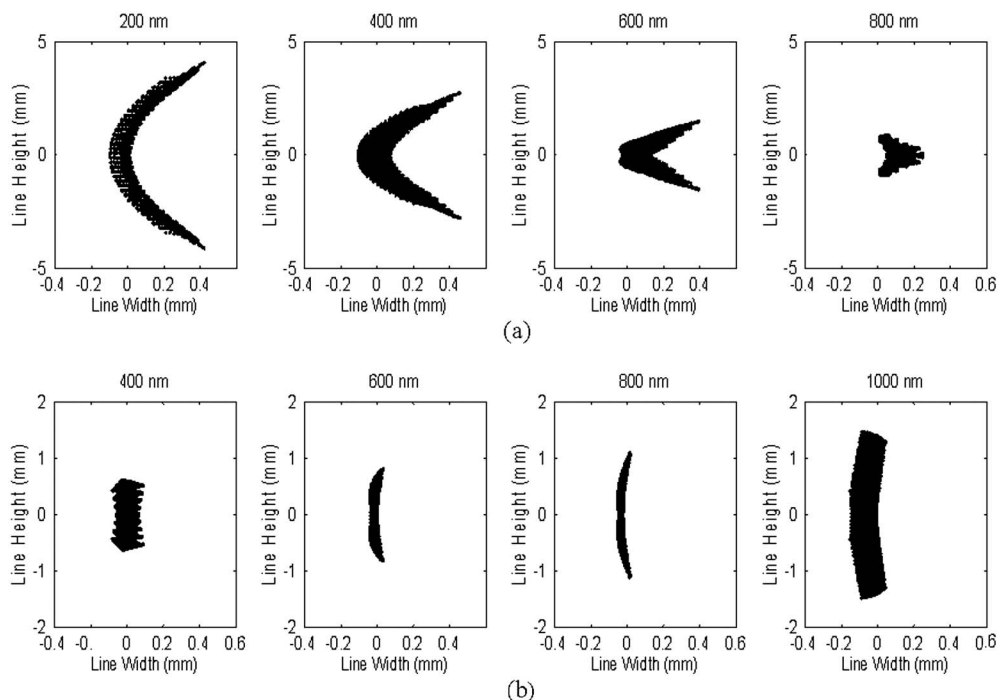 200 nm
400 nm
600 nm
800 nm
5
0
-5
Line Height (mm)
-0.4 -0.2 0 0.2 0.4
Line Width (mm)
5
0
-5
Line Height (mm)
-0.4 -0.2 0 0.2 0.4
Line Width (mm)
5
0
-5
Line Height (mm)
-0.4 -0.2 0 0.2 0.4
Line Width (mm)
5
0
-5
Line Height (mm)
-0.4 -0.2 0 0.2 0.4 0.6
Line Width (mm)
(a)
400 nm
600 nm
800 nm
1000 nm
2
1
0
-1
-2
Line Height (mm)
-0.4 -0.2 0 0.2 0.4 0.6
Line Width (mm)
2
1
0
-1
-2
Line Height (mm)
-0.4 -0.2 0 0.2 0.4
Line Width (mm)
2
1
0
-1
-2
Line Height (mm)
-0.4 -0.2 0 0.2 0.4 0.6
Line Width (mm)
2
1
0
-1
-2
Line Height (mm)
-0.4 -0.2 0 0.2 0.4 0.6
Line Width (mm)
(b)